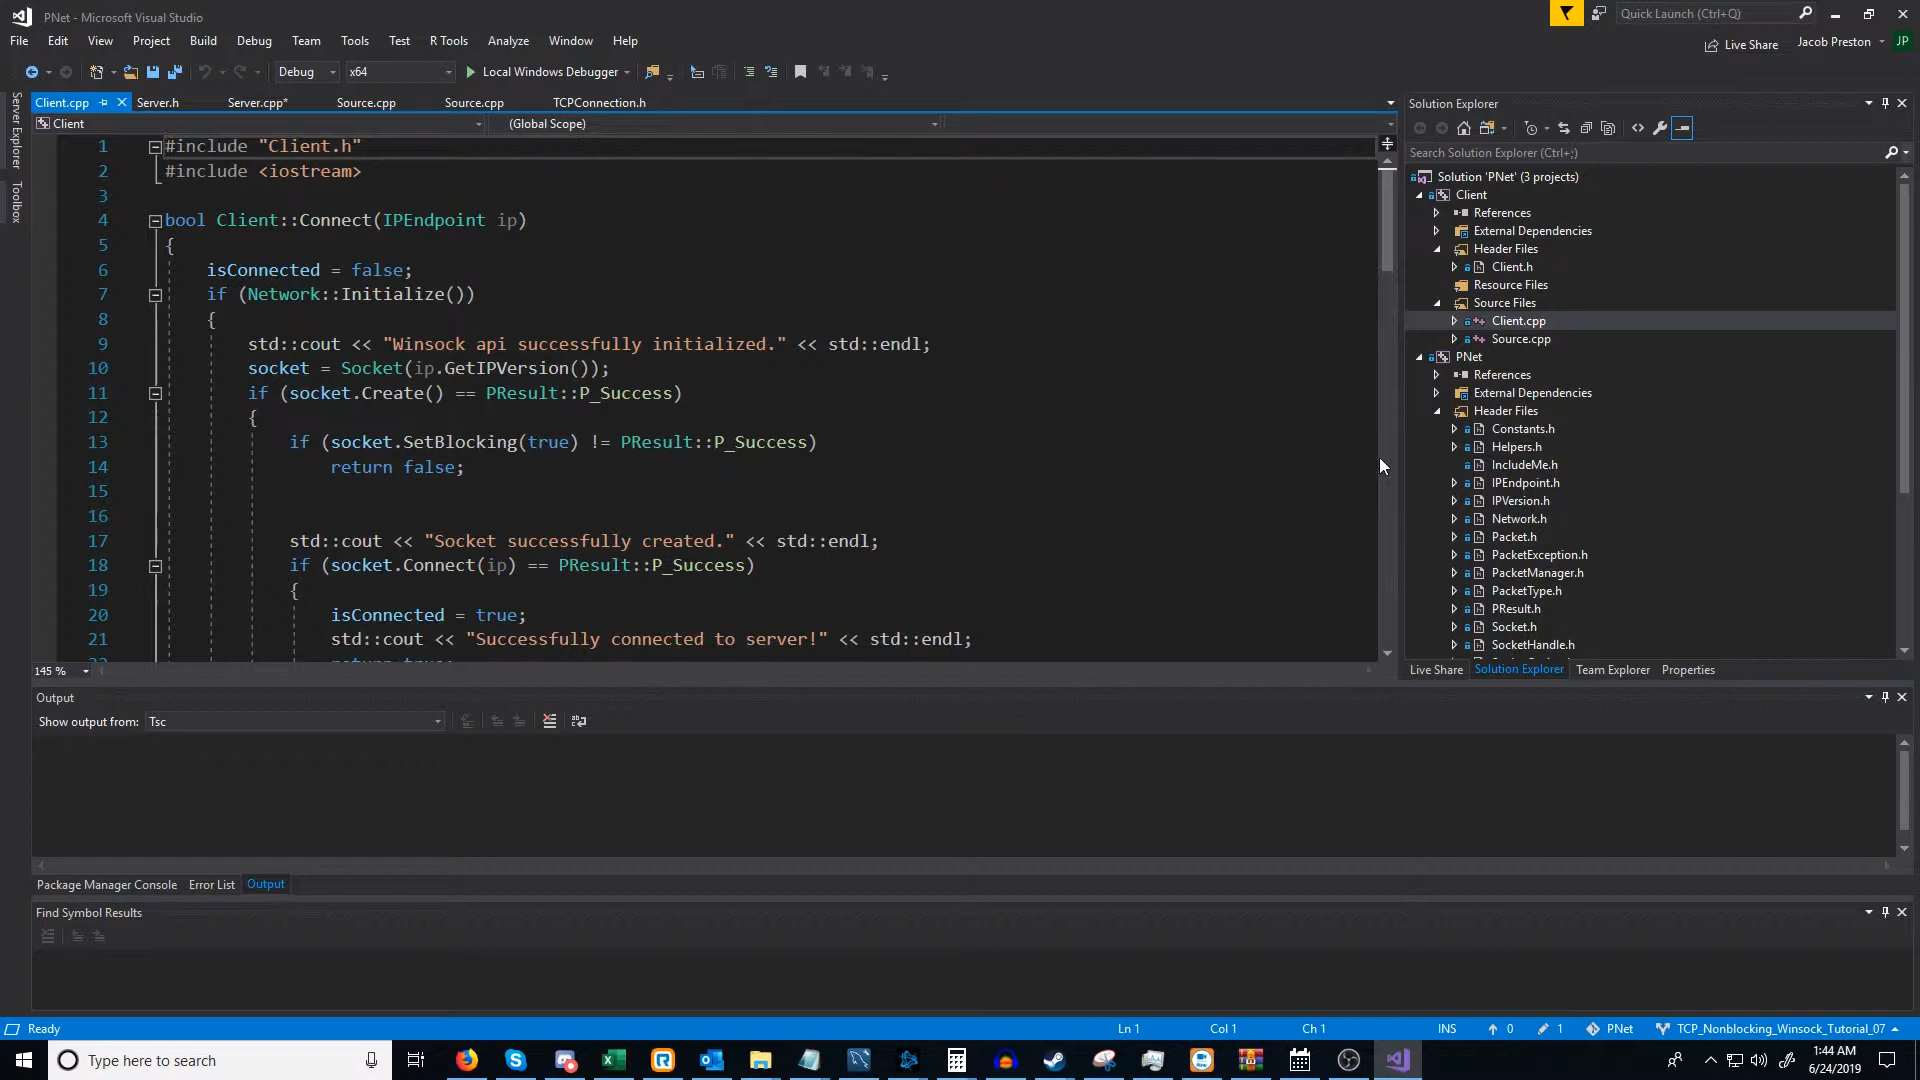 PNet - Microsoft Visual Studio
Quick Launch (Ctrl+Q)
File Edit View Project Build Debug Team Tools Test R Tools Analyze Window Help
Live Share Jacob Preston JP
Debug x64 Local Windows Debugger
Client.cpp Server.h Server.cpp* Source.cpp Source.cpp TCPConnection.h
Client (Global Scope)
Server Explorer
Toolbox
1 #include "Client.h"
2 #include <iostream>
3
4 bool Client::Connect(IPEndpoint ip)
5 {
6 isConnected = false;
7 if (Network::Initialize())
8 {
9 std::cout << "Winsock api successfully initialized." << std::endl;
10 socket = Socket(ip.GetIPVersion());
11 if (socket.Create() == PResult::P_Success)
12 {
13 if (socket.SetBlocking(true) != PResult::P_Success)
14 return false;
15
16
17 std::cout << "Socket successfully created." << std::endl;
18 if (socket.Connect(ip) == PResult::P_Success)
19 {
20 isConnected = true;
21 std::cout << "Successfully connected to server!" << std::endl;
145 %
Solution Explorer
Search Solution Explorer (Ctrl+;)
Solution 'PNet' (3 projects)
Client
References
External Dependencies
Header Files
Client.h
Resource Files
Source Files
Client.cpp
Source.cpp
PNet
References
External Dependencies
Header Files
Constants.h
Helpers.h
IncludeMe.h
IPEndpoint.h
IPVersion.h
Network.h
Packet.h
PacketException.h
PacketManager.h
PacketType.h
PResult.h
Socket.h
SocketHandle.h
Live Share Solution Explorer Team Explorer Properties
Output
Show output from: Tsc
Package Manager Console Error List Output
Find Symbol Results
Ready Ln 1 Col 1 Ch 1 INS 0 1 PNet TCP_Nonblocking_Winsock_Tutorial_07
Type here to search
1:44 AM
6/24/2019